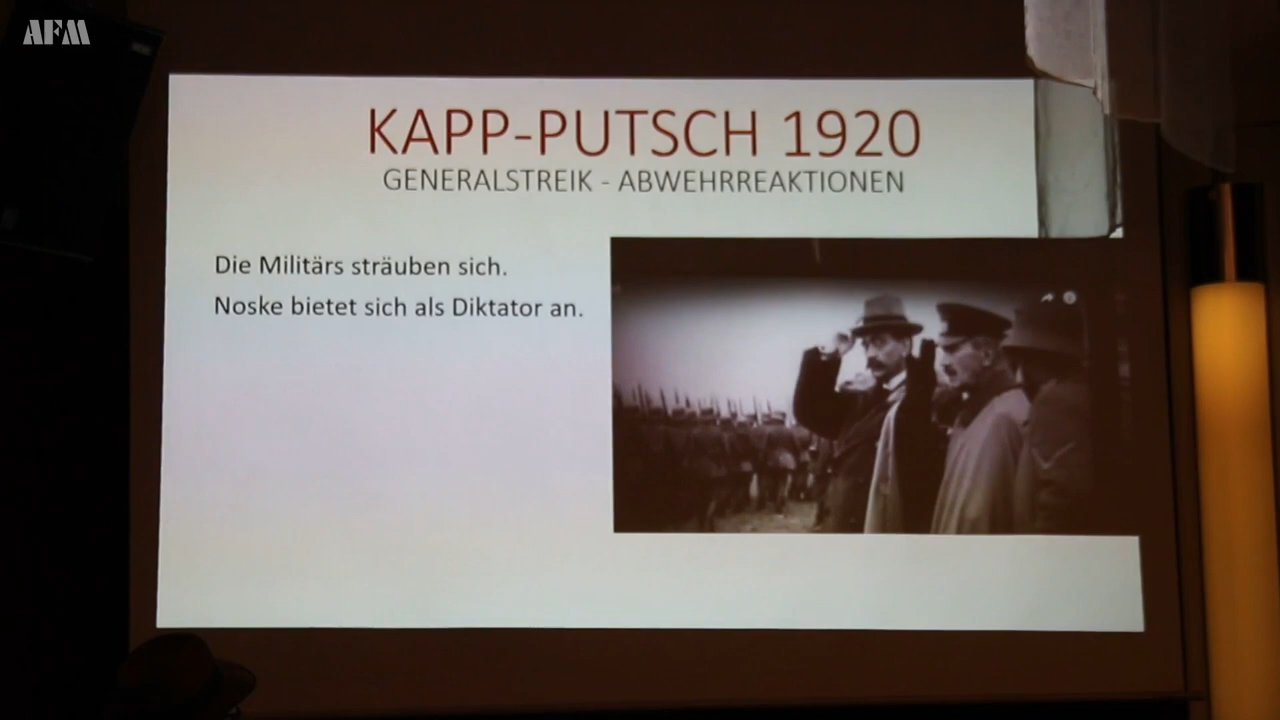 AFM
KAPP-PUTSCH 1920
GENERALSTREIK - ABWEHRREAKTIONEN
Die Militärs sträuben sich.
Noske bietet sich als Diktator an.